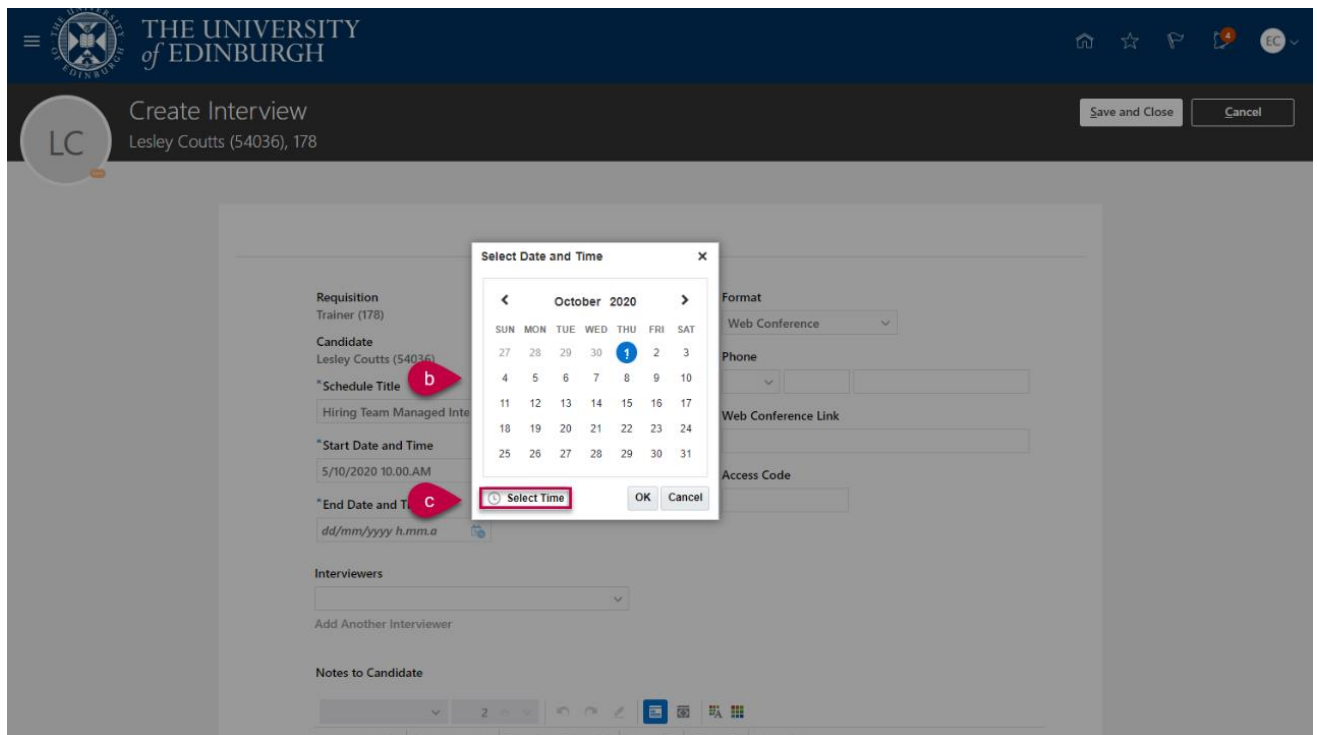 THE UNIVERSITY
of EDINBURGH
4
EC
Create Interview
Lesley Coutts (54036), 178
LC
Save and Close
Cancel
Select Date and Time
October 2020
SUN MON TUE WED THU FRI SAT
27 28 29 30 1 2 3
4 5 6 7 8 9 10
11 12 13 14 15 16 17
18 19 20 21 22 23 24
25 26 27 28 29 30 31
Select Time
OK Cancel
b
c
Requisition
Trainer (178)
Candidate
Lesley Coutts (54036)
*Schedule Title
Hiring Team Managed Inte
*Start Date and Time
5/10/2020 10.00.AM
*End Date and T
dd/mm/yyyy h.mm.a
Interviewers
Add Another Interviewer
Notes to Candidate
2
Format
Web Conference
Phone
Web Conference Link
Access Code